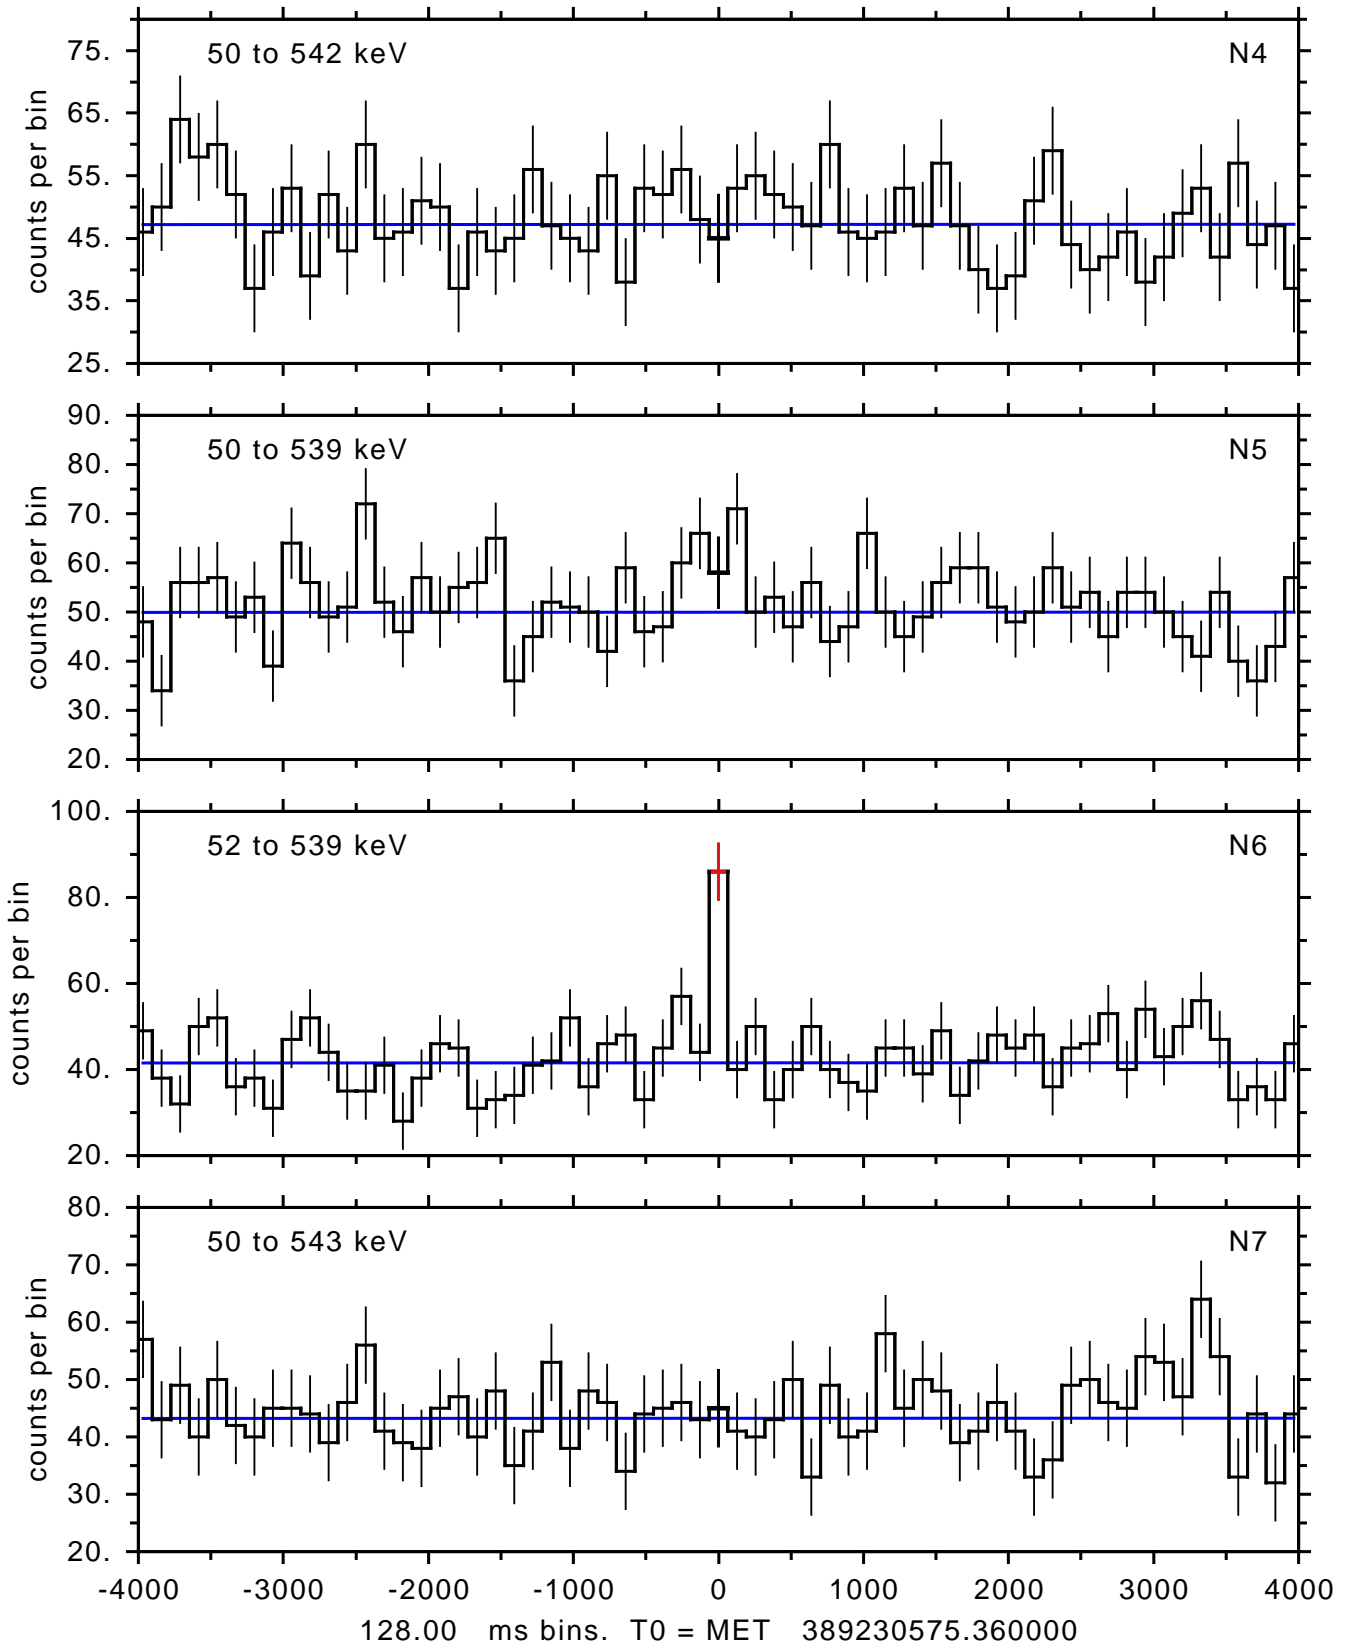 50 to 542 keV N4
75.
65.
55.
45.
35.
25.
counts per bin
50 to 539 keV N5
90.
80.
70.
60.
50.
40.
30.
20.
counts per bin
52 to 539 keV N6
100.
80.
60.
40.
20.
counts per bin
50 to 543 keV N7
80.
70.
60.
50.
40.
30.
20.
counts per bin
-4000 -3000 -2000 -1000 0 1000 2000 3000 4000
128.00 ms bins. T0 = MET 389230575.360000